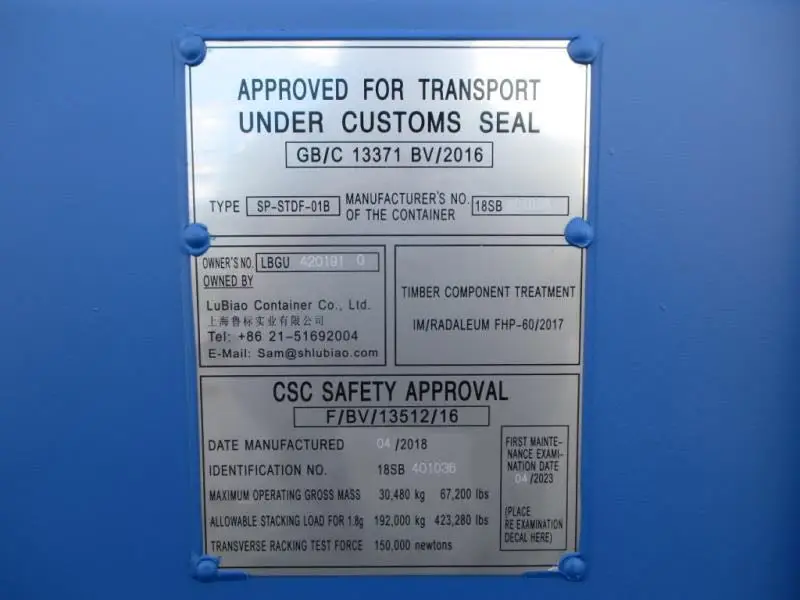 APPROVED FOR TRANSPORT
UNDER CUSTOMS SEAL
GB/C 13371 BV/2016
TYPE SP-STDF-01B MANUFACTURER'S NO. OF THE CONTAINER 18SB
OWNER'S NO. LBGU 420191 0
OWNED BY
LuBiao Container Co., Ltd.
上海鲁标实业有限公司
Tel: +86 21-51692004
E-Mail: Sam@shlubiao.com
TIMBER COMPONENT TREATMENT
IM/RADALEUM FHP-60/2017
CSC SAFETY APPROVAL
F/BV/13512/16
DATE MANUFACTURED 04 /2018
IDENTIFICATION NO. 18SB 401036
MAXIMUM OPERATING GROSS MASS 30,480 kg 67,200 lbs
ALLOWABLE STACKING LOAD FOR 1.8g 192,000 kg 423,280 lbs
TRANSVERSE RACKING TEST FORCE 150,000 newtons
FIRST MAINTE-
NANCE EXAMI-
NATION DATE
04 /2023
(PLACE
RE EXAMINATION
DECAL HERE)